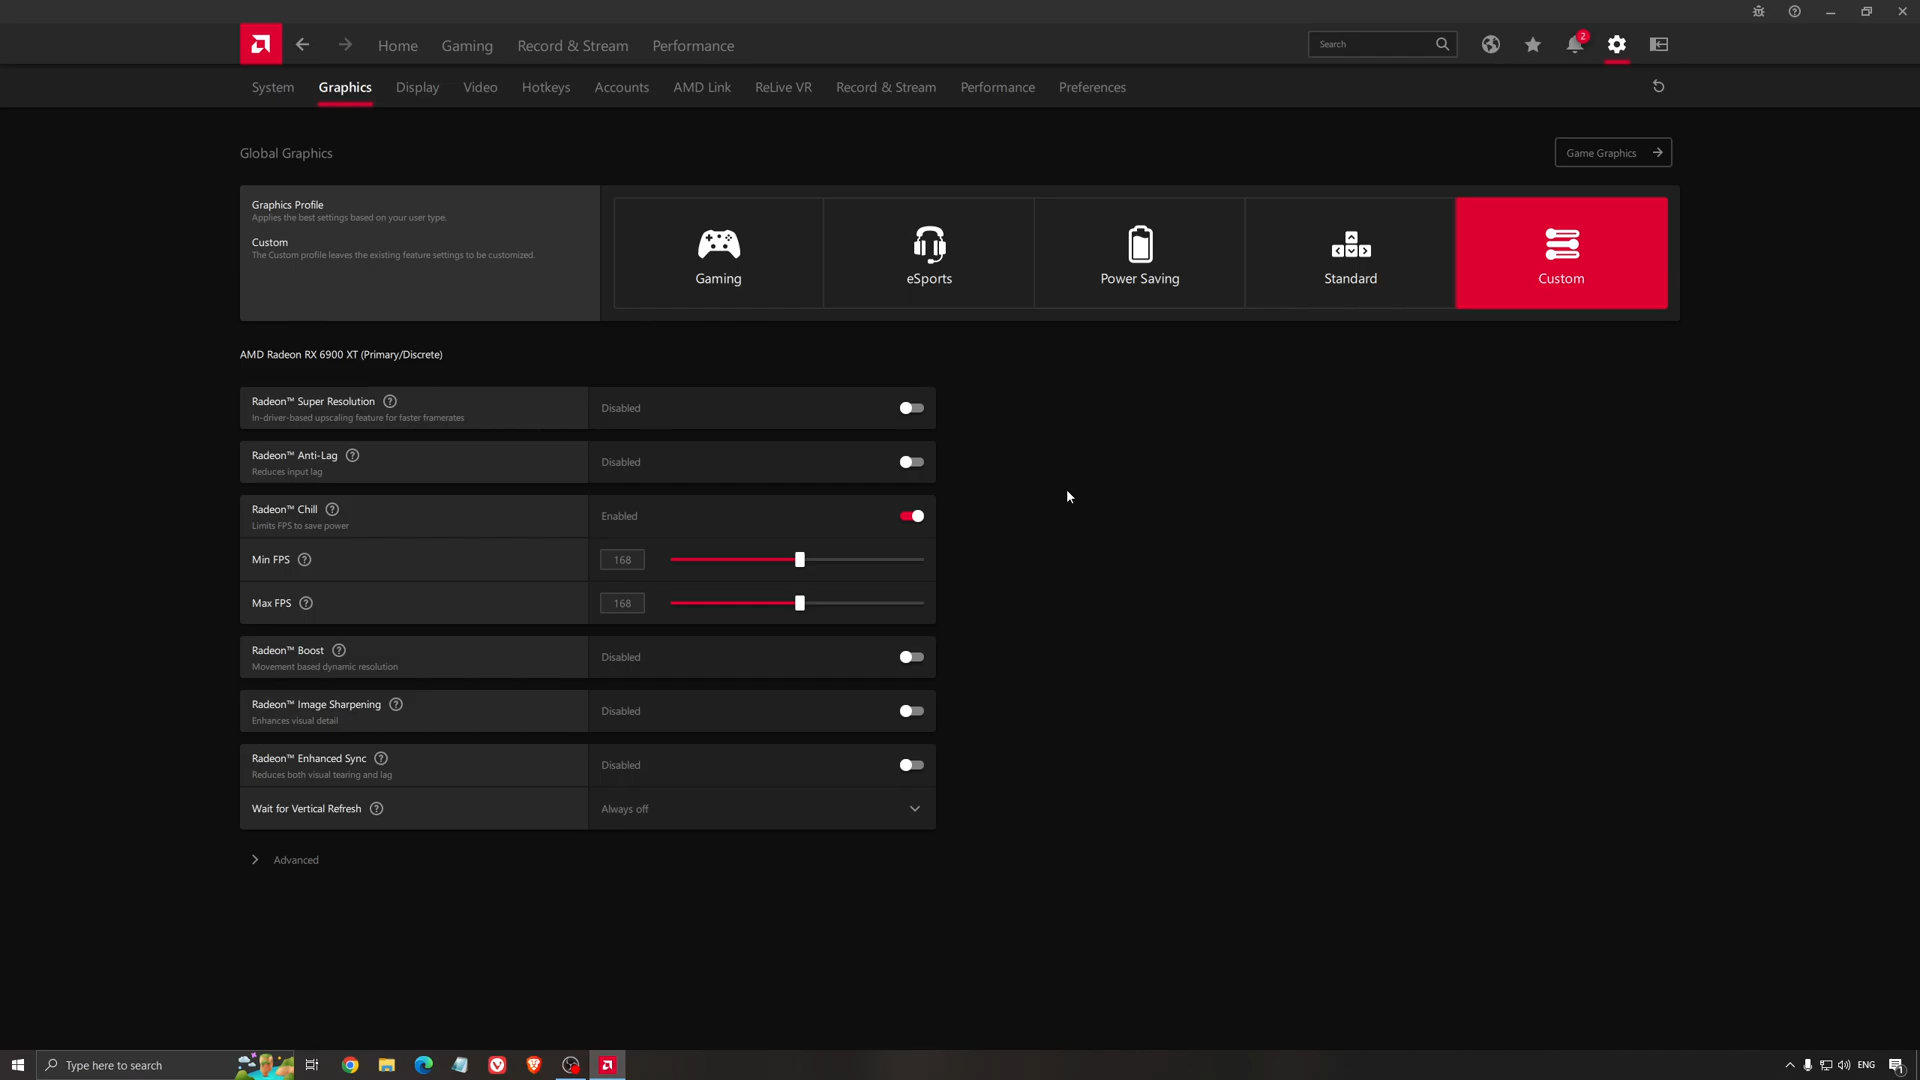 2
Home Gaming Record & Stream Performance Search
System Graphics Display Video Hotkeys Accounts AMD Link ReLive VR Record & Stream Performance Preferences
Global Graphics
Game Graphics
Graphics Profile
Applies the best settings based on your user type.
Custom
The Custom profile leaves the existing feature settings to be customized.
Gaming eSports Power Saving Standard Custom
AMD Radeon RX 6900 XT (Primary/Discrete)
Radeon™ Super Resolution ?
In-driver-based upscaling feature for faster framerates
Disabled
Radeon™ Anti-Lag ?
Reduces input lag
Disabled
Radeon™ Chill ?
Limits FPS to save power
Enabled
Min FPS ? 168
Max FPS ? 168
Radeon™ Boost ?
Movement based dynamic resolution
Disabled
Radeon™ Image Sharpening ?
Enhances visual detail
Disabled
Radeon™ Enhanced Sync ?
Reduces both visual tearing and lag
Disabled
Wait for Vertical Refresh ? Always off
Advanced
Type here to search
ENG
1